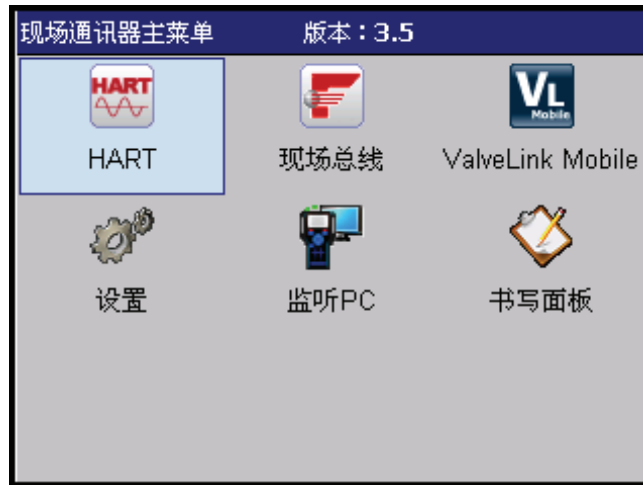 现场通讯器主菜单 版本：3.5
HART
VL
Mobile
HART 现场总线 ValveLink Mobile
设置 监听PC 书写面板